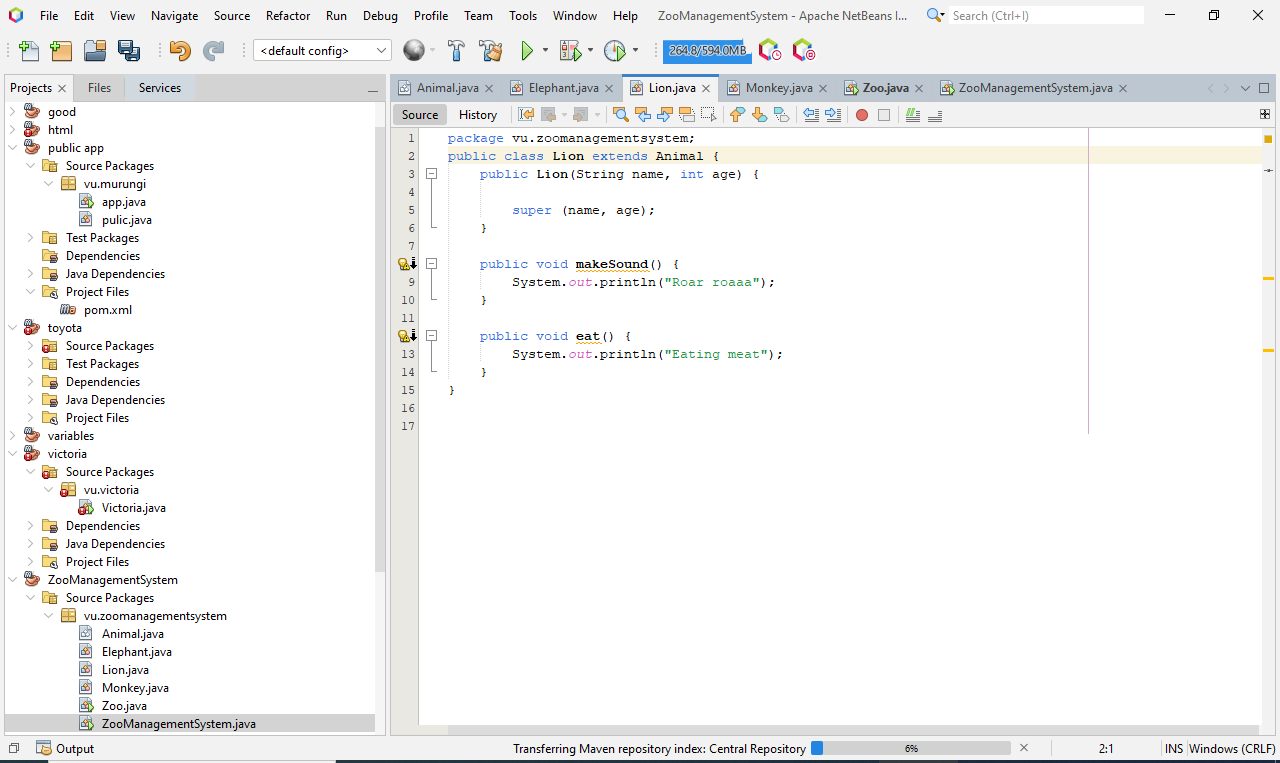 File Edit View Navigate Source Refactor Run Debug Profile Team Tools Window Help ZooManagementSystem - Apache NetBeans I... Search (Ctrl+I)
<default config> 264.8/594.0MB
Projects Files Services
good
html
public app
Source Packages
vu.murungi
app.java
pulic.java
Test Packages
Dependencies
Java Dependencies
Project Files
pom.xml
toyota
Source Packages
Test Packages
Dependencies
Java Dependencies
Project Files
variables
victoria
Source Packages
vu.victoria
Victoria.java
Dependencies
Java Dependencies
Project Files
ZooManagementSystem
Source Packages
vu.zoomanagementsystem
Animal.java
Elephant.java
Lion.java
Monkey.java
Zoo.java
ZooManagementSystem.java
Animal.java Elephant.java Lion.java Monkey.java Zoo.java ZooManagementSystem.java
Source History
1 package vu.zoomanagementsystem;
2 public class Lion extends Animal {
3 public Lion(String name, int age) {
4
5 super (name, age);
6 }
7
public void makeSound() {
9 System.out.println("Roar roaaa");
10 }
11
public void eat() {
13 System.out.println("Eating meat");
14 }
15 }
16
17
Output Transferring Maven repository index: Central Repository 6% 2:1 INS Windows (CRLF)